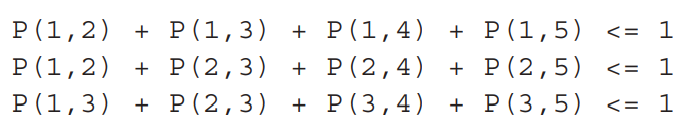 P(1,2) + P(1,3) + P(1,4) + P(1,5) <= 1
P(1,2) + P(2,3) + P(2,4) + P(2,5) <= 1
P(1,3) + P(2,3) + P(3,4) + P(3,5) <= 1